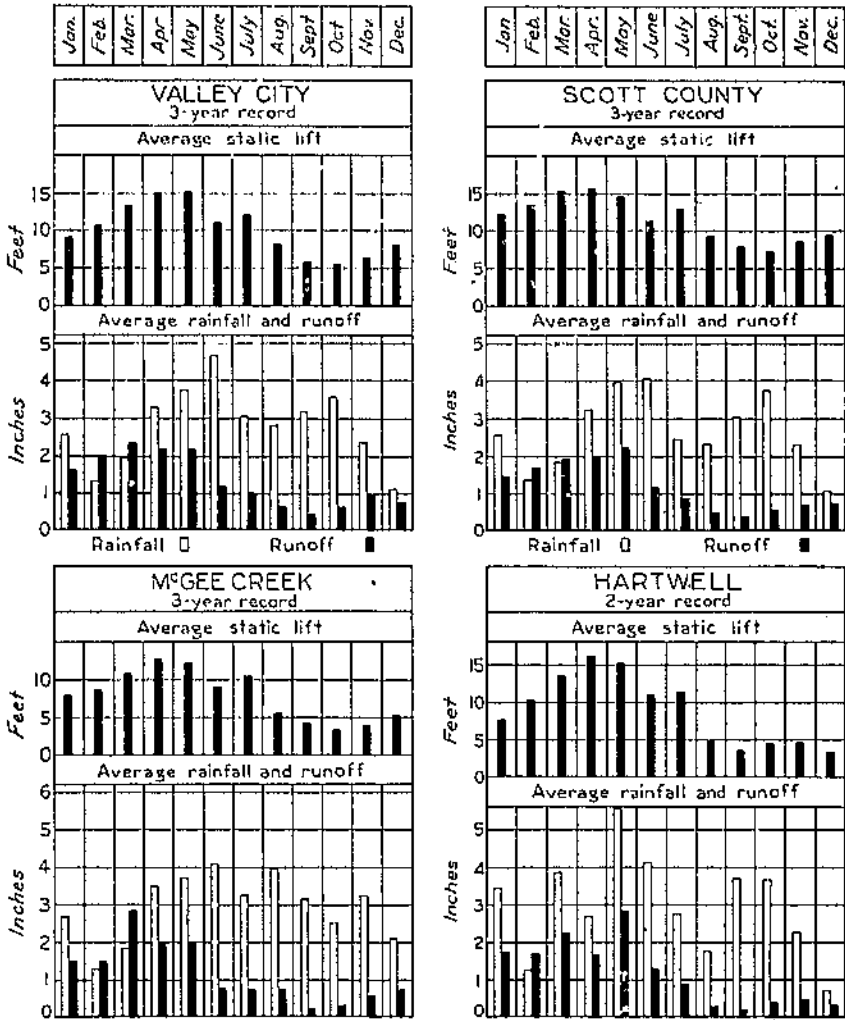 Jan. Feb. Mar. Apr May June July Aug. Sept Oct Nov Dec.
VALLEY CITY
3-year record
Average static lift
Feet
15
10
5
0
Average rainfall and runoff
Inches
5
4
3
2
1
0
Rainfall Runoff
Jan Feb. Mar. Apr. May June July Aug. Sept. Oct. Nov. Dec.
SCOTT COUNTY
3-year record
Average static lift
Feet
15
10
5
0
Average rainfall and runoff
Inches
5
4
3
2
1
0
Rainfall Runoff
McGEE CREEK
3-year record
Average static lift
Feet
10
5
0
Average rainfall and runoff
Inches
6
5
4
3
2
1
0
HARTWELL
2-year record
Average static lift
Feet
15
10
5
0
Average rainfall and runoff
Inches
5
4
3
2
1
0